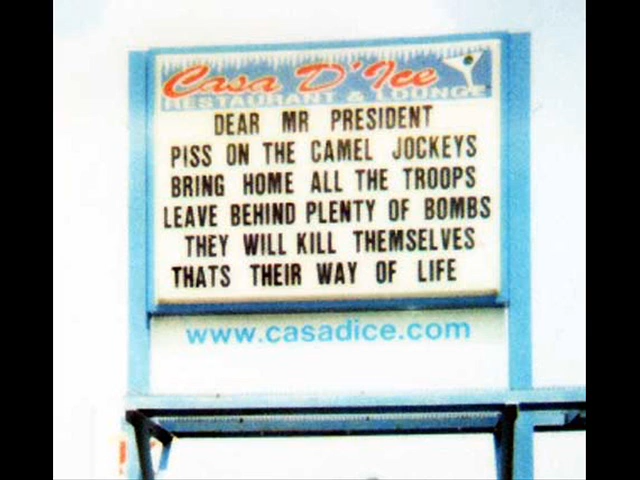 Casa D'Ice
RESTAURANT & LOUNGE
DEAR MR PRESIDENT
PISS ON THE CAMEL JOCKEYS
BRING HOME ALL THE TROOPS
LEAVE BEHIND PLENTY OF BOMBS
THEY WILL KILL THEMSELVES
THATS THEIR WAY OF LIFE
www.casadice.com